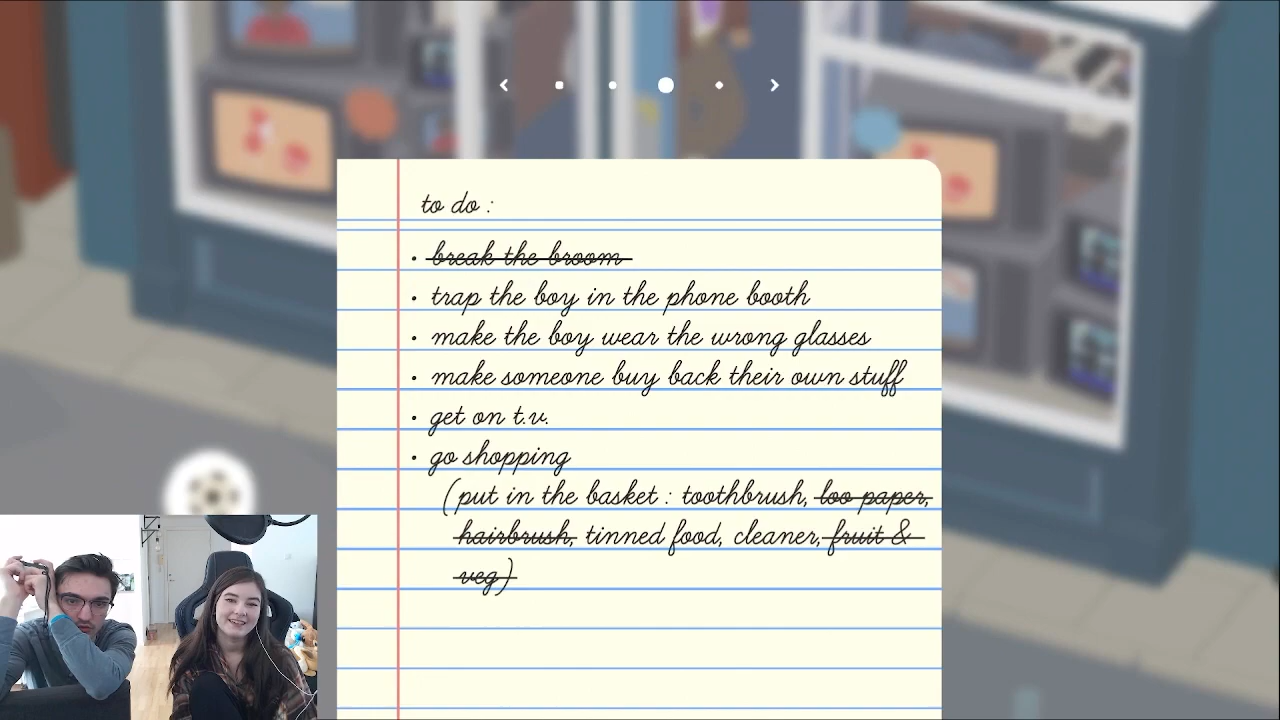 to do :
• break the broom
• trap the boy in the phone booth
• make the boy wear the wrong glasses
• make someone buy back their own stuff
• get on t.v.
• go shopping
(put in the basket : toothbrush, loo paper,
hairbrush, tinned food, cleaner, fruit &
veg)